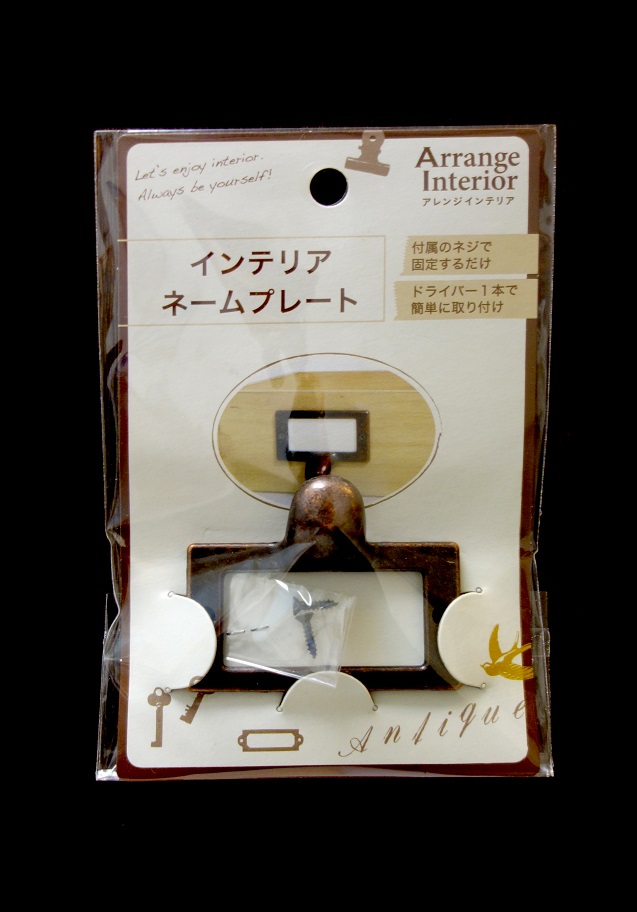 Let's enjoy interior.
Always be yourself!
Arrange
Interior
アレンジインテリア
インテリア
ネームプレート
付属のネジで
固定するだけ
ドライバー1本で
簡単に取り付け
Antique